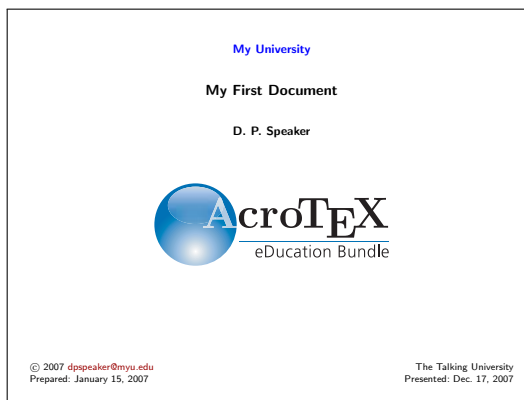 My University
My First Document
D. P. Speaker
AcroTEX
eDucation Bundle
© 2007 dpspeaker@myu.edu
Prepared: January 15, 2007
The Talking University
Presented: Dec. 17, 2007